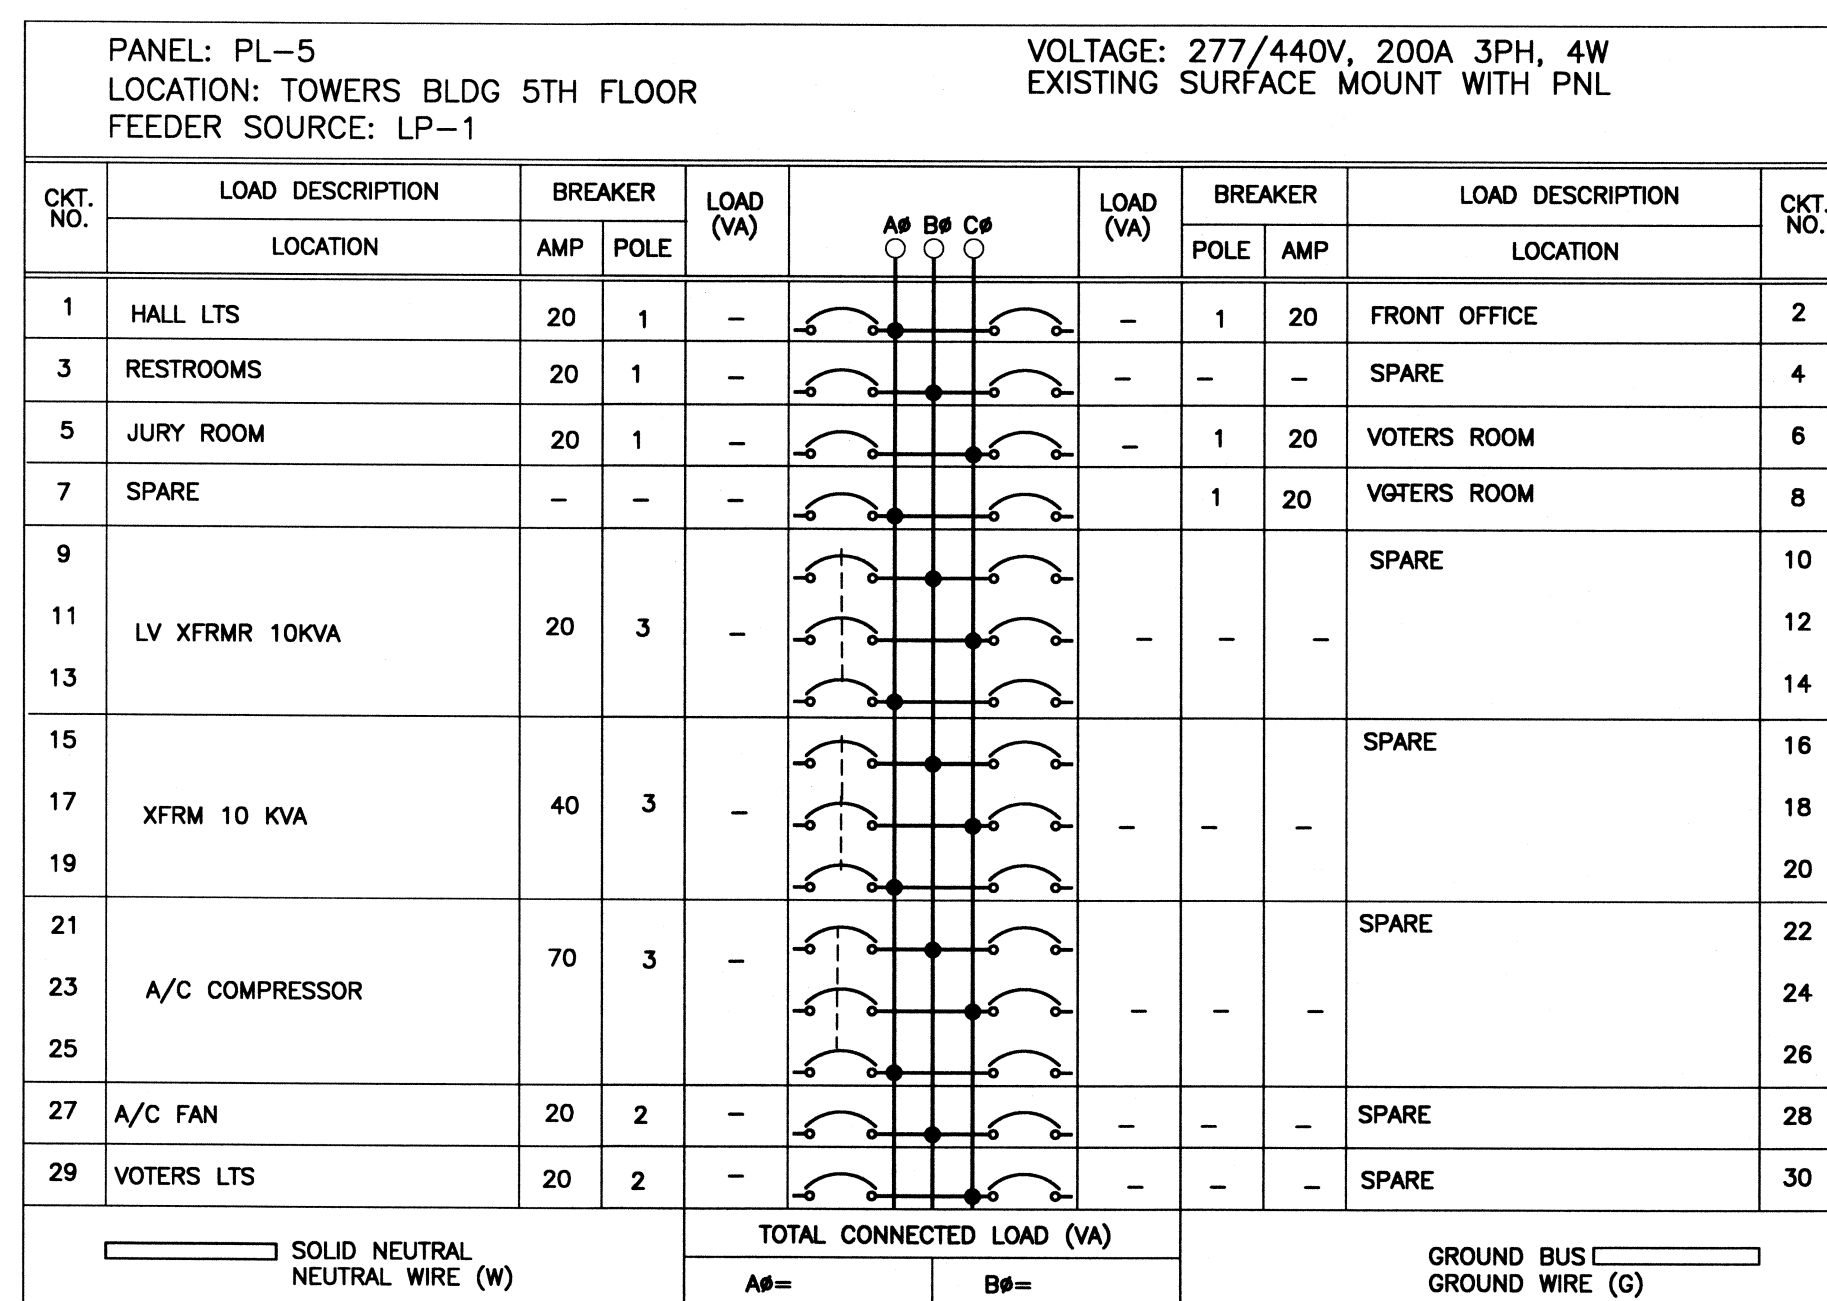 PANEL: PL-5
LOCATION: TOWERS BLDG 5TH FLOOR
FEEDER SOURCE: LP-1
VOLTAGE: 277/440V, 200A 3PH, 4W
EXISTING SURFACE MOUNT WITH PNL
CKT. NO. LOAD DESCRIPTION BREAKER LOAD (VA) AØ BØ CØ LOAD (VA) BREAKER LOAD DESCRIPTION CKT. NO.
LOCATION AMP POLE POLE AMP LOCATION
1 HALL LTS 20 1 - - 1 20 FRONT OFFICE 2
3 RESTROOMS 20 1 - - - - SPARE 4
5 JURY ROOM 20 1 - - 1 20 VOTERS ROOM 6
7 SPARE - - - 1 20 VOTERS ROOM 8
9 SPARE 10
11 LV XFRMR 10KVA 20 3 - - - - 12
13 14
15 SPARE 16
17 XFRM 10 KVA 40 3 - - - - 18
19 20
21 70 3 - SPARE 22
23 A/C COMPRESSOR - - - 24
25 26
27 A/C FAN 20 2 - - - - SPARE 28
29 VOTERS LTS 20 2 - - - - SPARE 30
SOLID NEUTRAL
NEUTRAL WIRE (W)
TOTAL CONNECTED LOAD (VA)
AØ= BØ=
GROUND BUS
GROUND WIRE (G)